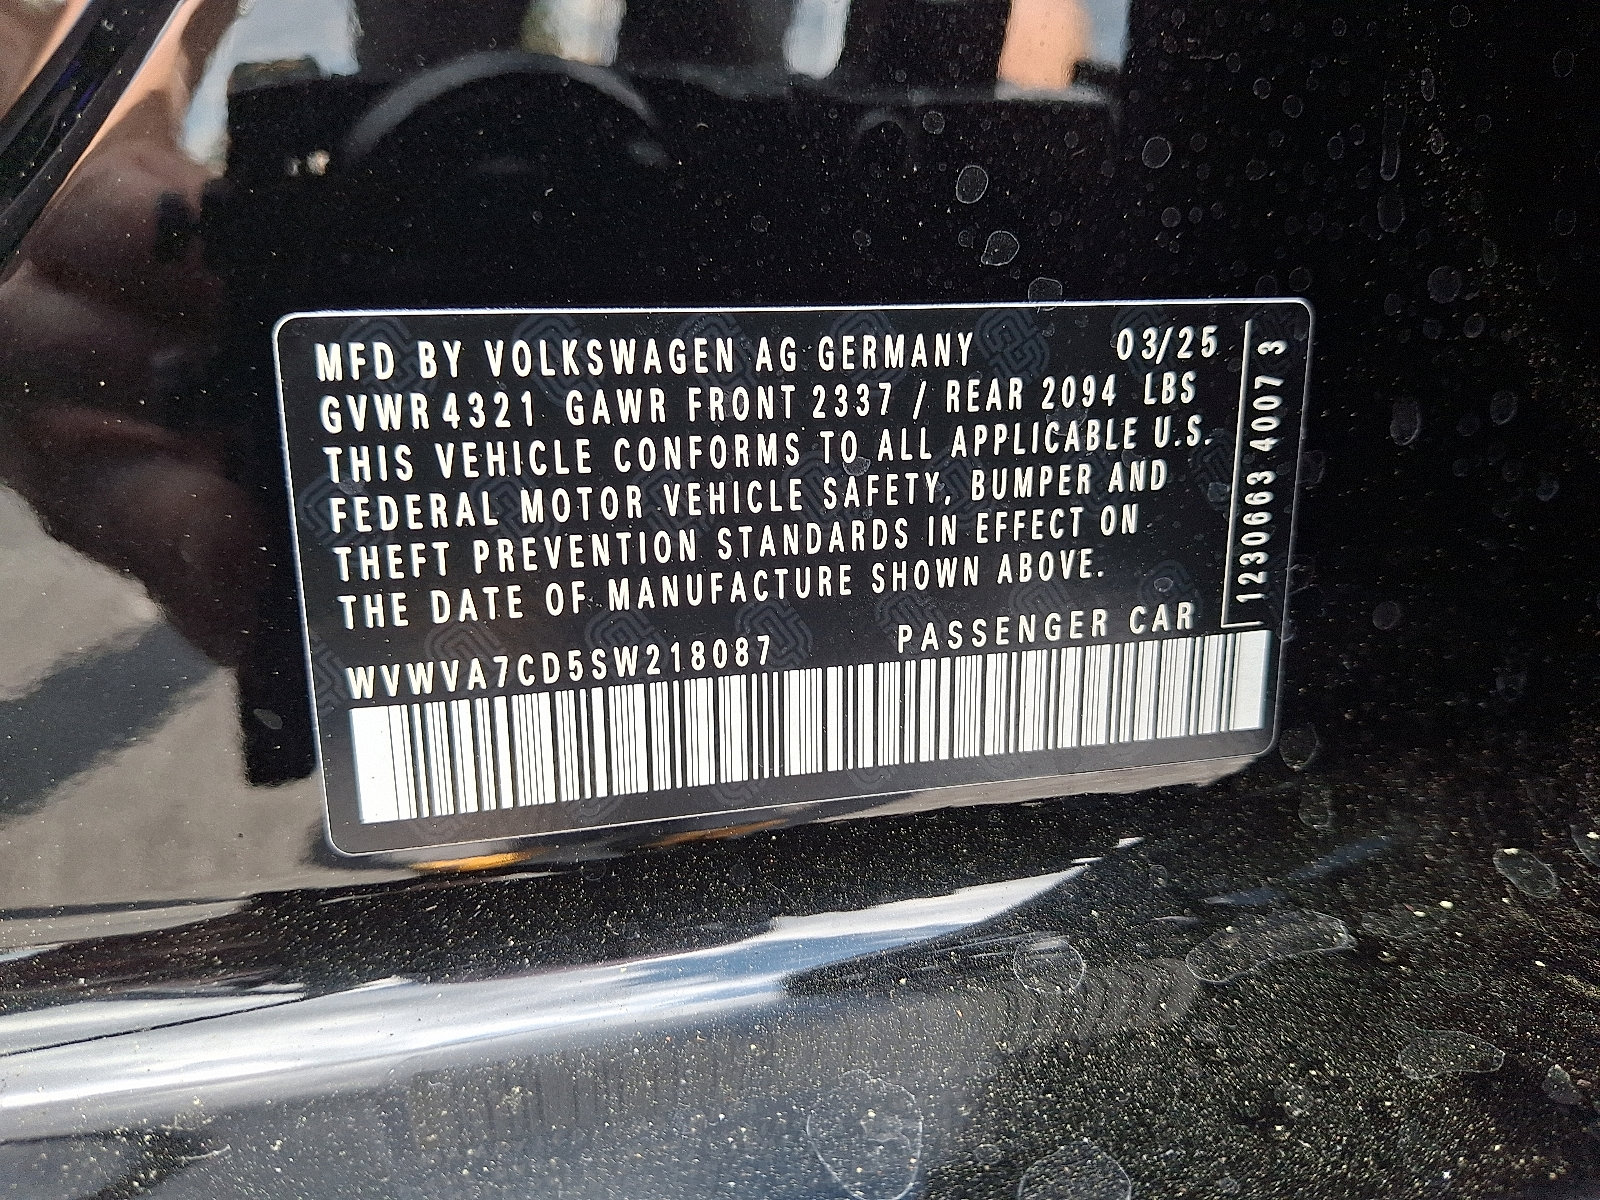 MFD BY VOLKSWAGEN AG GERMANY 03/25
GVWR 4321 GAWR FRONT 2337 / REAR 2094 LBS
THIS VEHICLE CONFORMS TO ALL APPLICABLE U.S.
FEDERAL MOTOR VEHICLE SAFETY, BUMPER AND
THEFT PREVENTION STANDARDS IN EFFECT ON
THE DATE OF MANUFACTURE SHOWN ABOVE.
WVWVA7CD5SW218087 PASSENGER CAR
1230663 4007 3